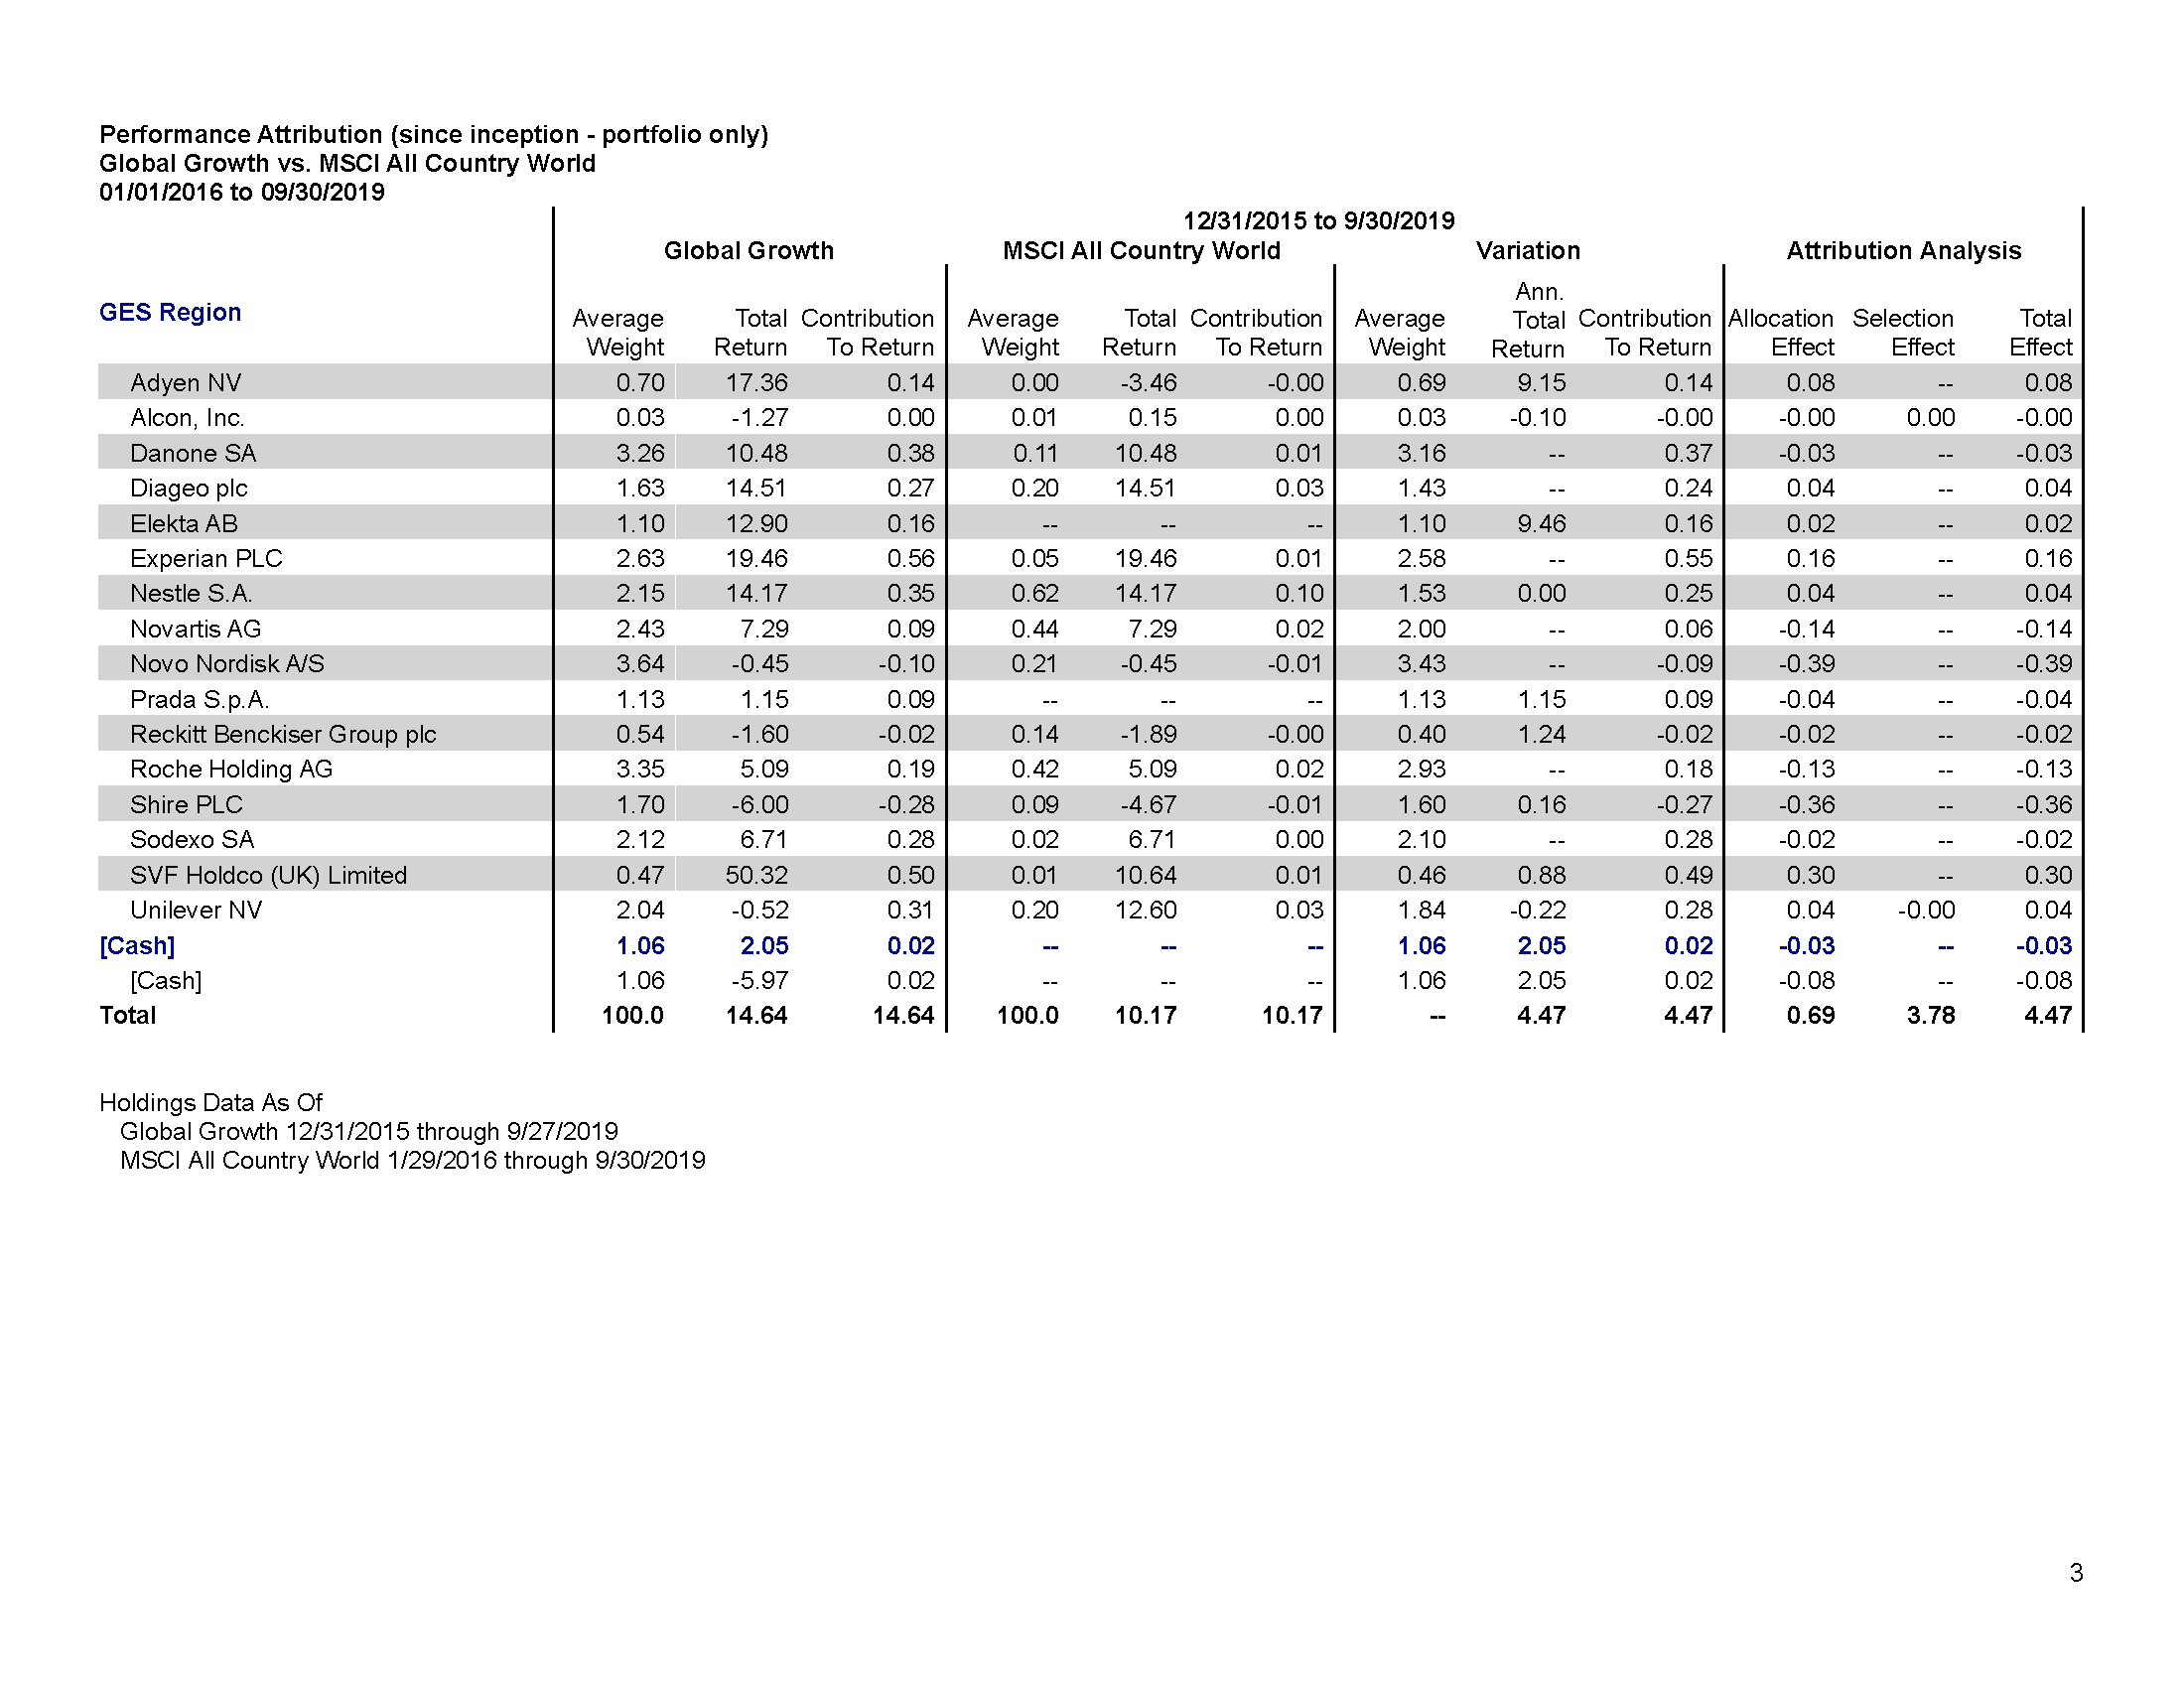 Performance Attribution (since inception - portfolio only)
Global Growth vs. MSCI All Country World
01/01/2016 to 09/30/2019
12/31/2015 to 9/30/2019
Global Growth MSCI All Country World Variation Attribution Analysis
GES Region
Average Weight Total Return Contribution To Return Average Weight Total Return Contribution To Return Average Weight Ann. Total Return Contribution To Return Allocation Effect Selection Effect Total Effect
Adyen NV 0.70 17.36 0.14 0.00 -3.46 -0.00 0.69 9.15 0.14 0.08 -- 0.08
Alcon, Inc. 0.03 -1.27 0.00 0.01 0.15 0.00 0.03 -0.10 -0.00 -0.00 0.00 -0.00
Danone SA 3.26 10.48 0.38 0.11 10.48 0.01 3.16 -- 0.37 -0.03 -- -0.03
Diageo plc 1.63 14.51 0.27 0.20 14.51 0.03 1.43 -- 0.24 0.04 -- 0.04
Elekta AB 1.10 12.90 0.16 -- -- -- 1.10 9.46 0.16 0.02 -- 0.02
Experian PLC 2.63 19.46 0.56 0.05 19.46 0.01 2.58 -- 0.55 0.16 -- 0.16
Nestle S.A. 2.15 14.17 0.35 0.62 14.17 0.10 1.53 0.00 0.25 0.04 -- 0.04
Novartis AG 2.43 7.29 0.09 0.44 7.29 0.02 2.00 -- 0.06 -0.14 -- -0.14
Novo Nordisk A/S 3.64 -0.45 -0.10 0.21 -0.45 -0.01 3.43 -- -0.09 -0.39 -- -0.39
Prada S.p.A. 1.13 1.15 0.09 -- -- -- 1.13 1.15 0.09 -0.04 -- -0.04
Reckitt Benckiser Group plc 0.54 -1.60 -0.02 0.14 -1.89 -0.00 0.40 1.24 -0.02 -0.02 -- -0.02
Roche Holding AG 3.35 5.09 0.19 0.42 5.09 0.02 2.93 -- 0.18 -0.13 -- -0.13
Shire PLC 1.70 -6.00 -0.28 0.09 -4.67 -0.01 1.60 0.16 -0.27 -0.36 -- -0.36
Sodexo SA 2.12 6.71 0.28 0.02 6.71 0.00 2.10 -- 0.28 -0.02 -- -0.02
SVF Holdco (UK) Limited 0.47 50.32 0.50 0.01 10.64 0.01 0.46 0.88 0.49 0.30 -- 0.30
Unilever NV 2.04 -0.52 0.31 0.20 12.60 0.03 1.84 -0.22 0.28 0.04 -0.00 0.04
[Cash] 1.06 2.05 0.02 -- -- -- 1.06 2.05 0.02 -0.03 -- -0.03
[Cash] 1.06 -5.97 0.02 -- -- -- 1.06 2.05 0.02 -0.08 -- -0.08
Total 100.0 14.64 14.64 100.0 10.17 10.17 -- 4.47 4.47 0.69 3.78 4.47
Holdings Data As Of
Global Growth 12/31/2015 through 9/27/2019
MSCI All Country World 1/29/2016 through 9/30/2019
3